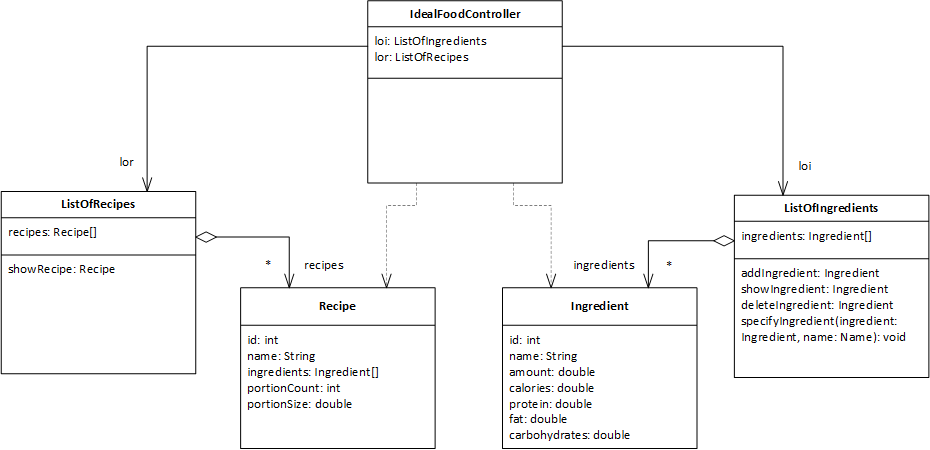 IdealFoodController
loi: ListOfIngredients
lor: ListOfRecipes
lor
loi
ListOfRecipes
recipes: Recipe[]
showRecipe: Recipe
ListOfIngredients
ingredients: Ingredient[]
addIngredient: Ingredient
showIngredient: Ingredient
deleteIngredient: Ingredient
specifyIngredient(ingredient:
Ingredient, name: Name): void
* recipes
ingredients *
Recipe
id: int
name: String
ingredients: Ingredient[]
portionCount: int
portionSize: double
Ingredient
id: int
name: String
amount: double
calories: double
protein: double
fat: double
carbohydrates: double